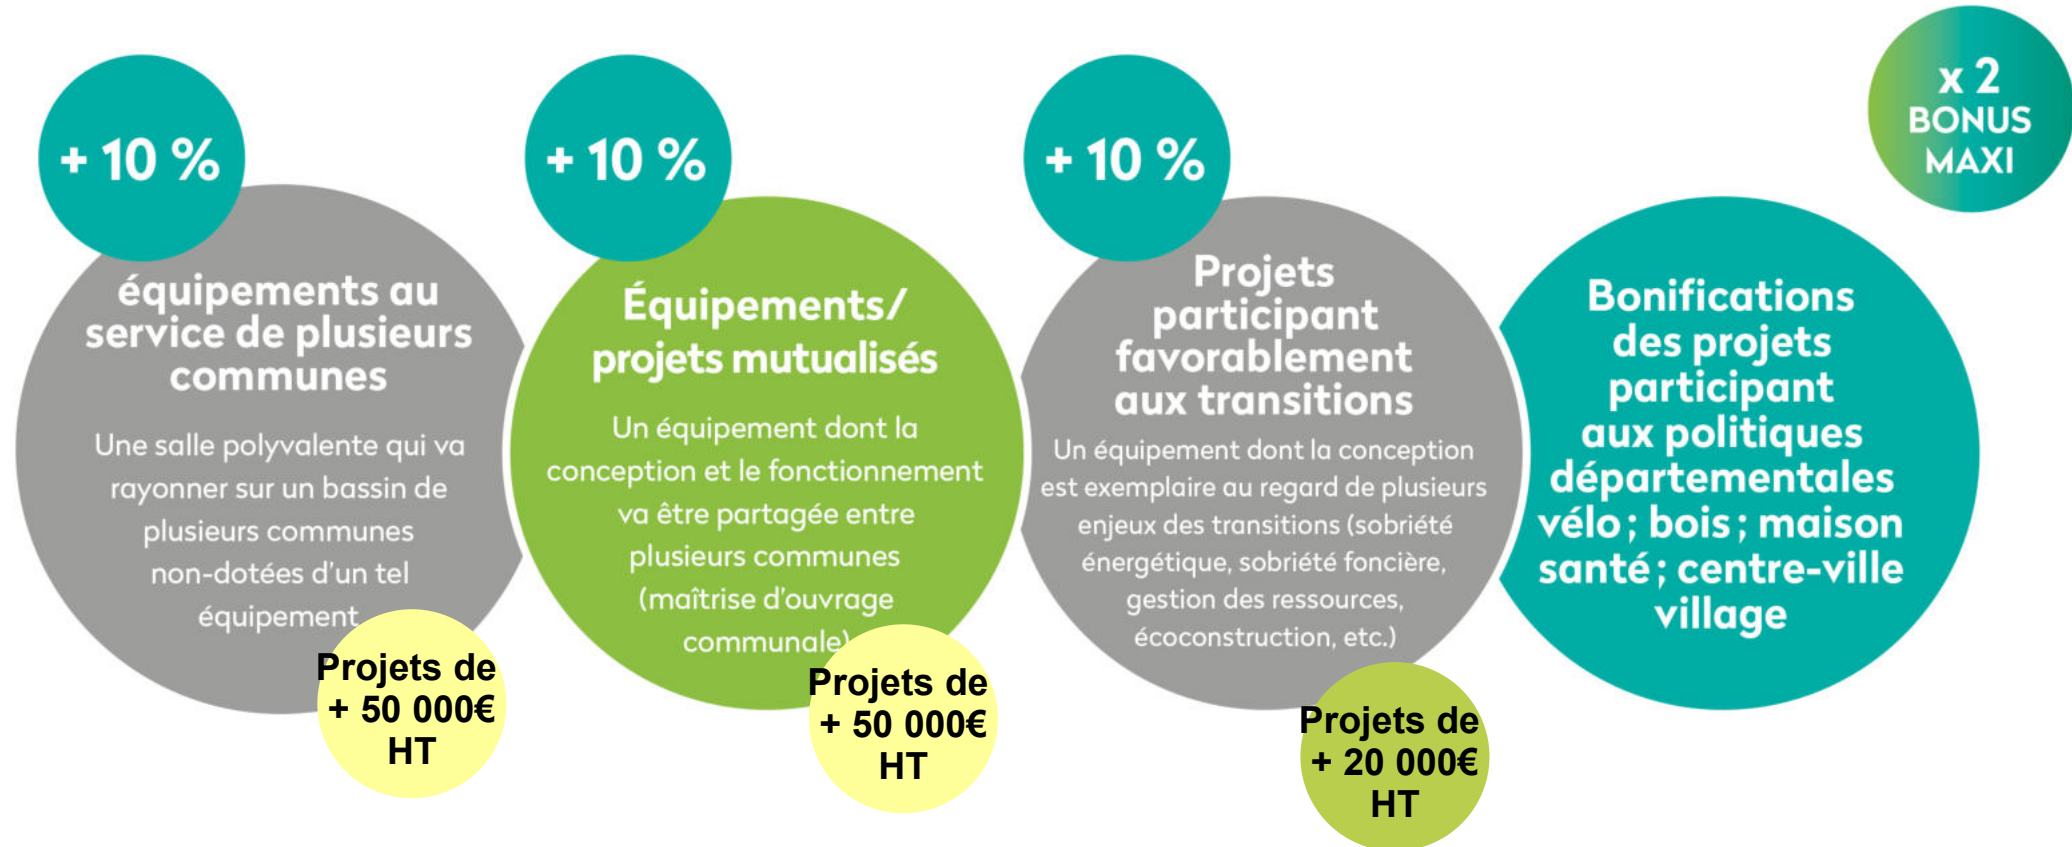 + 10 %
équipements au
service de plusieurs
communes
Une salle polyvalente qui va
rayonner sur un bassin de
plusieurs communes
non-dotées d'un tel
équipement
Projets de
+ 50 000€
HT
+ 10 %
Équipements/
projets mutualisés
Un équipement dont la
conception et le fonctionnement
va être partagée entre
plusieurs communes
(maîtrise d'ouvrage
communale)
Projets de
+ 50 000€
HT
+ 10 %
Projets
participant
favorablement
aux transitions
Un équipement dont la conception
est exemplaire au regard de plusieurs
enjeux des transitions (sobriété
énergétique, sobriété foncière,
gestion des ressources,
écoconstruction, etc.)
Projets de
+ 20 000€
HT
x 2
BONUS
MAXI
Bonifications
des projets
participant
aux politiques
départementales
vélo ; bois ; maison
santé ; centre-ville
village